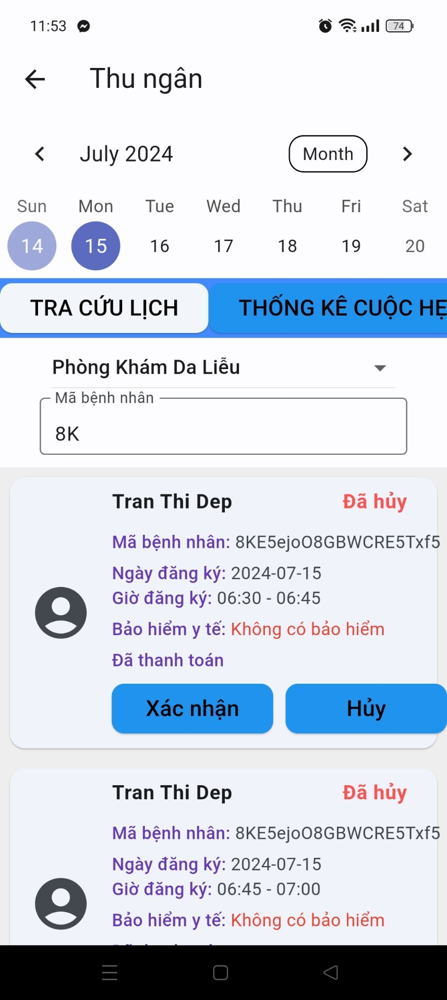 11:53
74
Thu ngân
July 2024
Month
Sun Mon Tue Wed Thu Fri Sat
14 15 16 17 18 19 20
TRA CỨU LỊCH
THỐNG KÊ CUỘC HẸ
Phòng Khám Da Liễu
Mã bệnh nhân
8K
Tran Thi Dep
Đã hủy
Mã bệnh nhân: 8KE5ejoO8GBWCRE5Txf5
Ngày đăng ký: 2024-07-15
Giờ đăng ký: 06:30 - 06:45
Bảo hiểm y tế: Không có bảo hiểm
Đã thanh toán
Xác nhận
Hủy
Tran Thi Dep
Đã hủy
Mã bệnh nhân: 8KE5ejoO8GBWCRE5Txf5
Ngày đăng ký: 2024-07-15
Giờ đăng ký: 06:45 - 07:00
Bảo hiểm y tế: Không có bảo hiểm